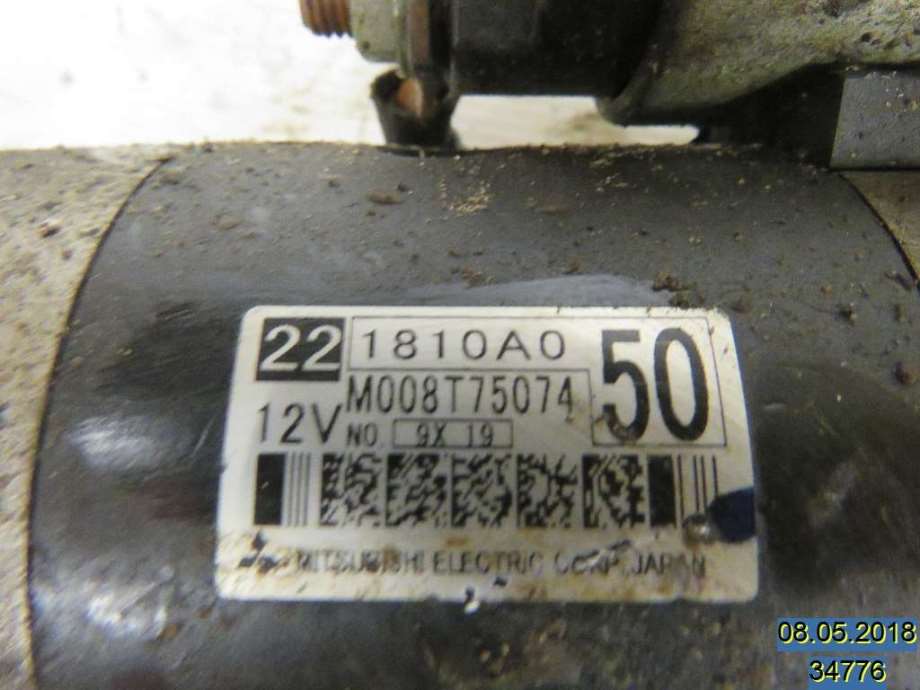 22 1810A0 50
M008T75074
12V NO. 9X 19
MITSUBISHI ELECTRIC CORP. JAPAN
08.05.2018
34776